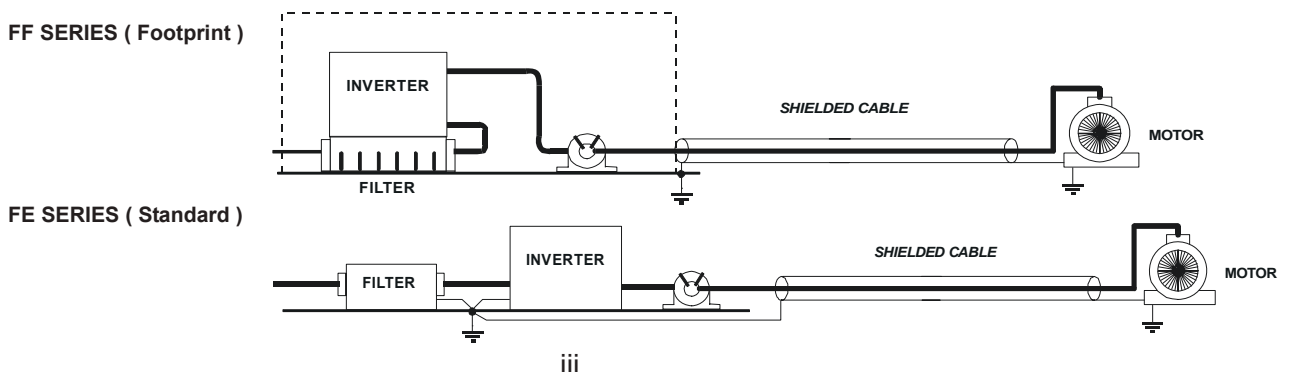 FF SERIES ( Footprint )
INVERTER
SHIELDED CABLE
MOTOR
FILTER
FE SERIES ( Standard )
INVERTER
SHIELDED CABLE
FILTER
MOTOR
iii